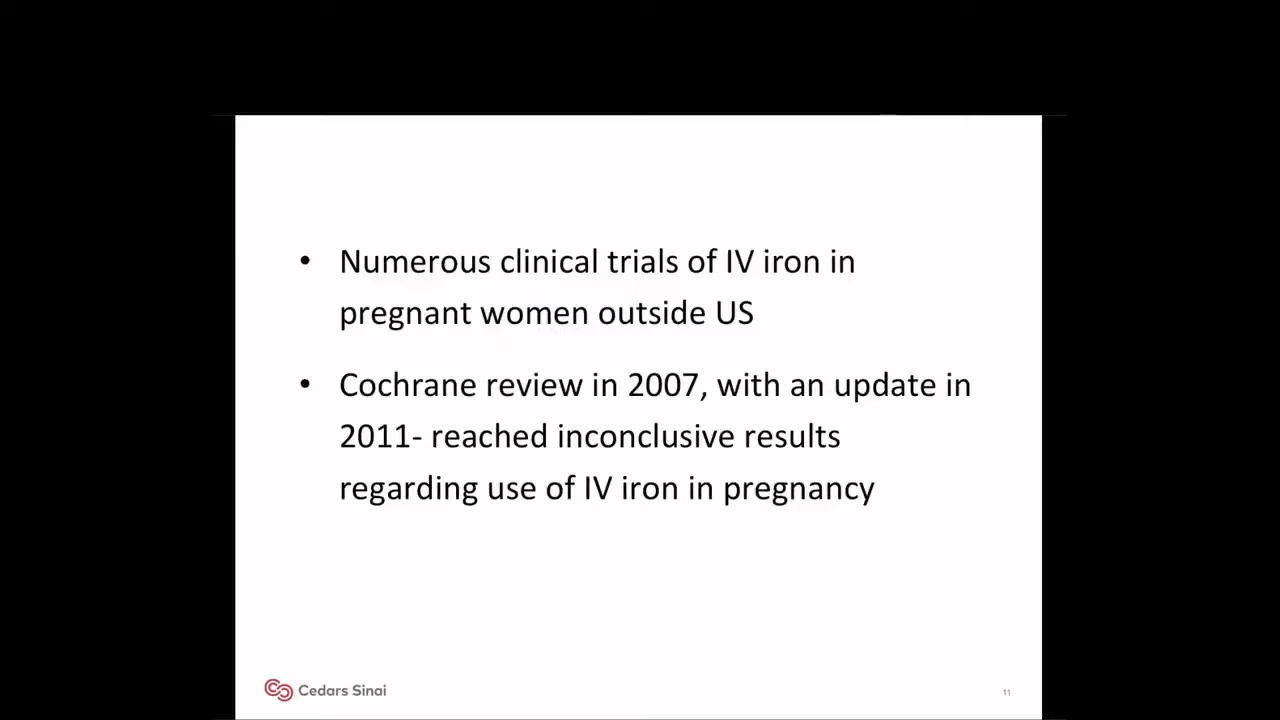 • Numerous clinical trials of IV iron in
pregnant women outside US
• Cochrane review in 2007, with an update in
2011- reached inconclusive results
regarding use of IV iron in pregnancy
Cedars Sinai
11